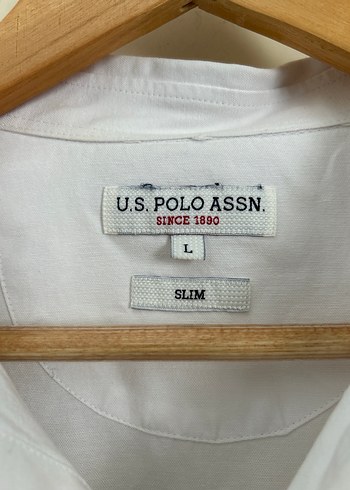 U.S. POLO ASSN.
SINCE 1890
L
SLIM